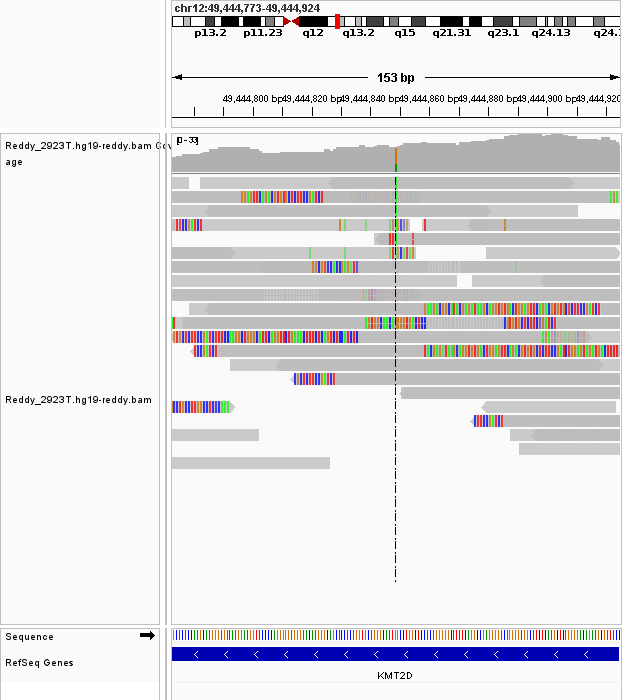 chr12:49,444,773-49,444,924
p13.2 p11.23 q12 q13.2 q15 q21.31 q23.1 q24.13 q24.
153 bp
49,444,800 bp 49,444,820 bp 49,444,840 bp 49,444,860 bp 49,444,880 bp 49,444,900 bp 49,444,920
Reddy_2923T.hg19-reddy.bam Cov
age
[0-33]
Reddy_2923T.hg19-reddy.bam
Sequence
RefSeq Genes
KMT2D